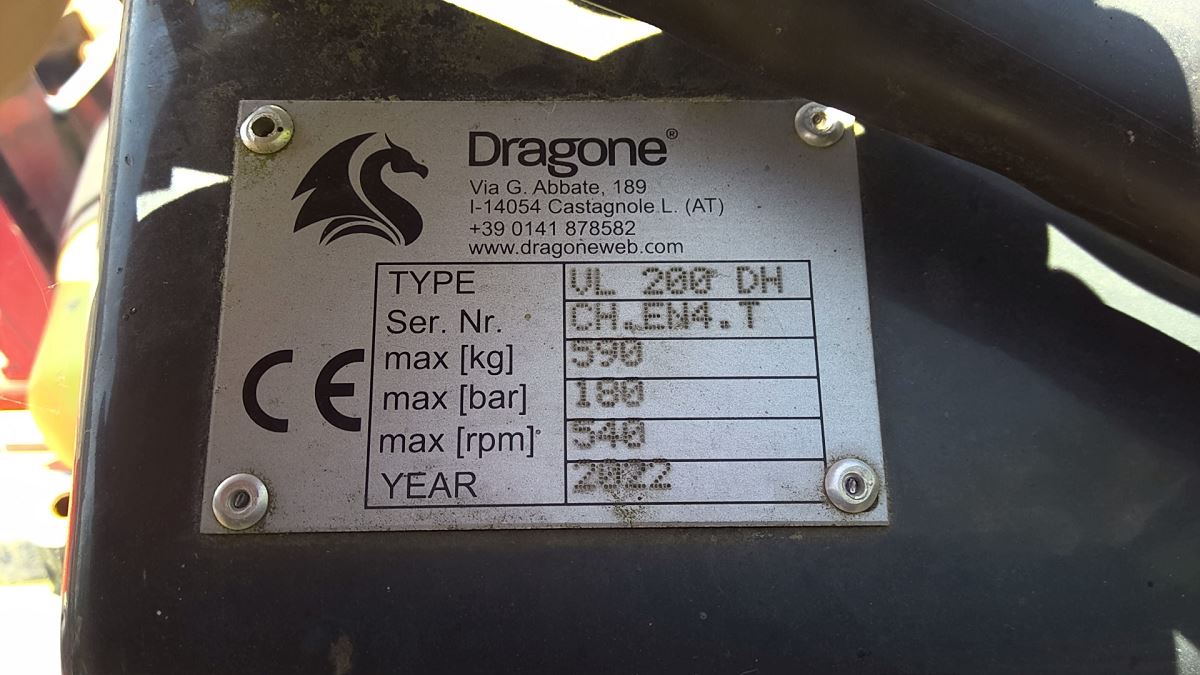 Dragone®
Via G. Abbate, 189
I-14054 Castagnole L. (AT)
+39 0141 878582
www.dragoneweb.com
TYPE VL 200 DH
Ser. Nr. CH.EN4.T
max [kg] 590
max [bar] 180
max [rpm] 540
YEAR 2022
CE